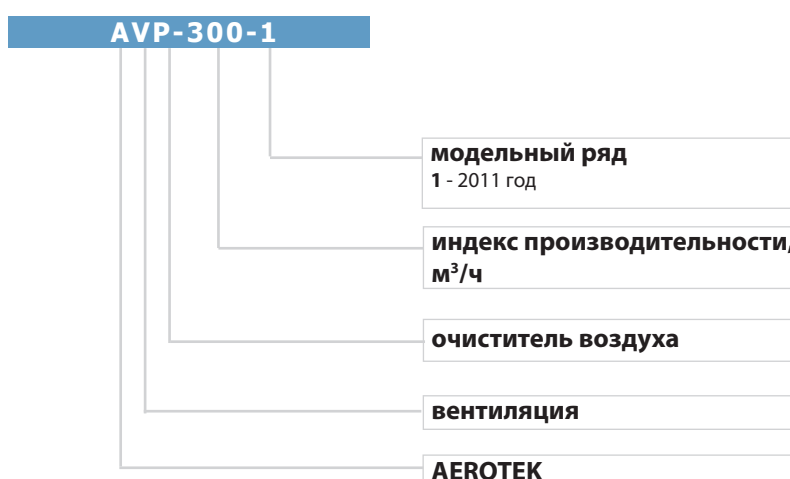 AVP-300-1
модельный ряд
1 - 2011 год
индекс производительности,
м³/ч
очиститель воздуха
вентиляция
AEROTEK